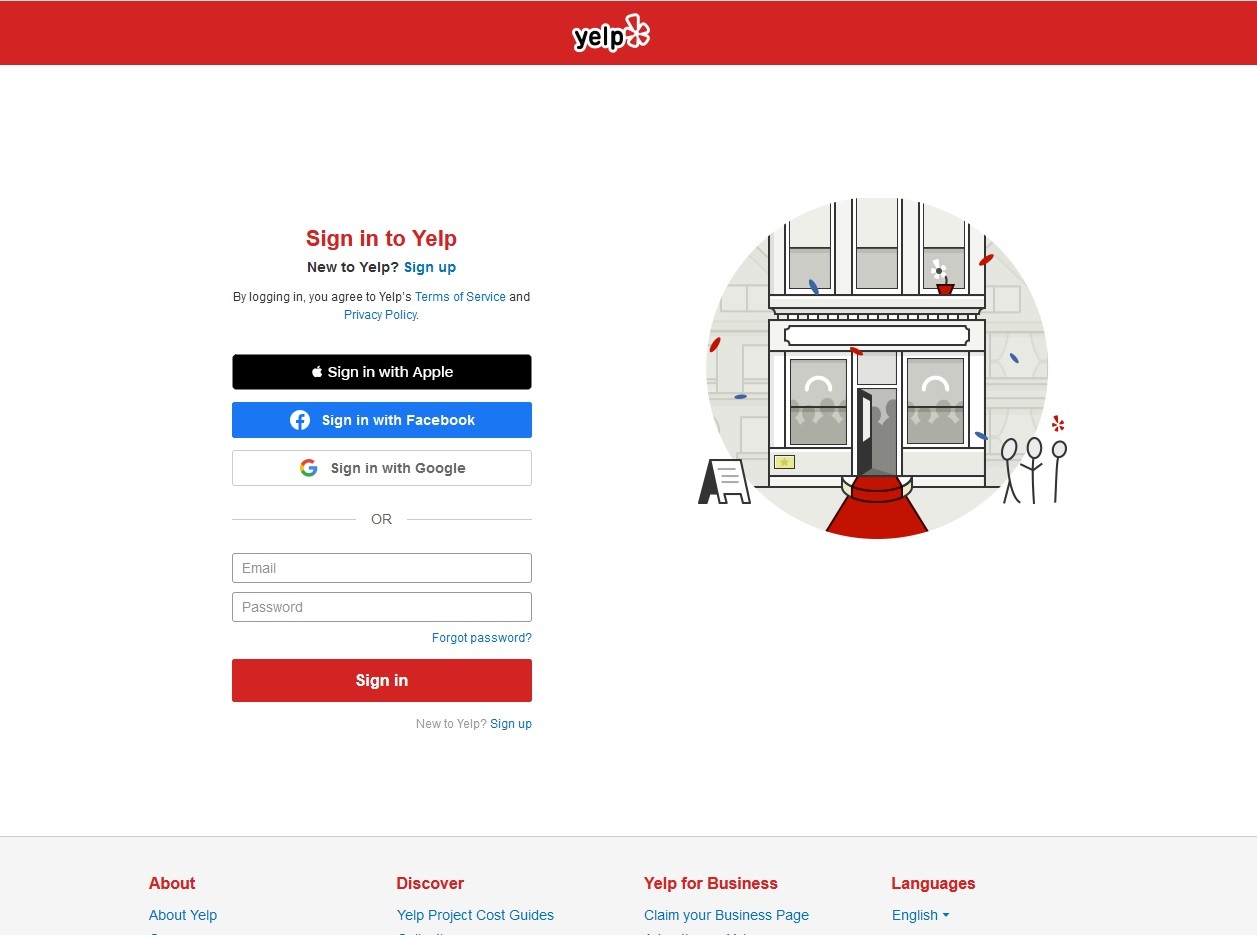 yelp
Sign in to Yelp
New to Yelp? Sign up
By logging in, you agree to Yelp's Terms of Service and
Privacy Policy.
Sign in with Apple
Sign in with Facebook
Sign in with Google
OR
Email
Password
Forgot password?
Sign in
New to Yelp? Sign up
About
Discover
Yelp for Business
Languages
About Yelp
Yelp Project Cost Guides
Claim your Business Page
English